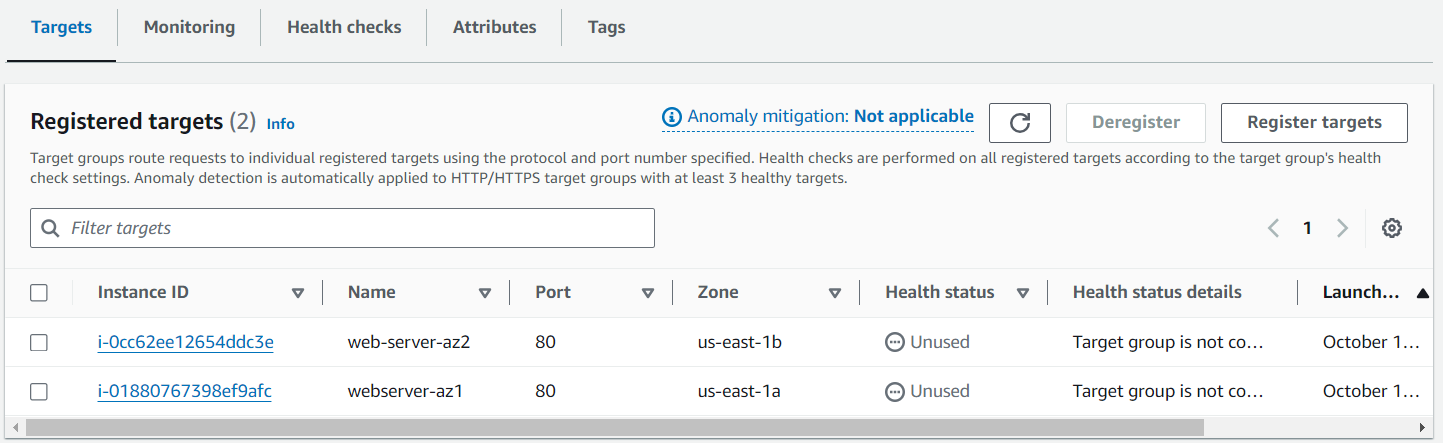 Targets Monitoring Health checks Attributes Tags
Registered targets (2) Info Anomaly mitigation: Not applicable Deregister Register targets
Target groups route requests to individual registered targets using the protocol and port number specified. Health checks are performed on all registered targets according to the target group's health
check settings. Anomaly detection is automatically applied to HTTP/HTTPS target groups with at least 3 healthy targets.
Filter targets 1
Instance ID Name Port Zone Health status Health status details Launch...
i-0cc62ee12654ddc3e web-server-az2 80 us-east-1b Unused Target group is not co... October 1...
i-01880767398ef9afc webserver-az1 80 us-east-1a Unused Target group is not co... October 1...